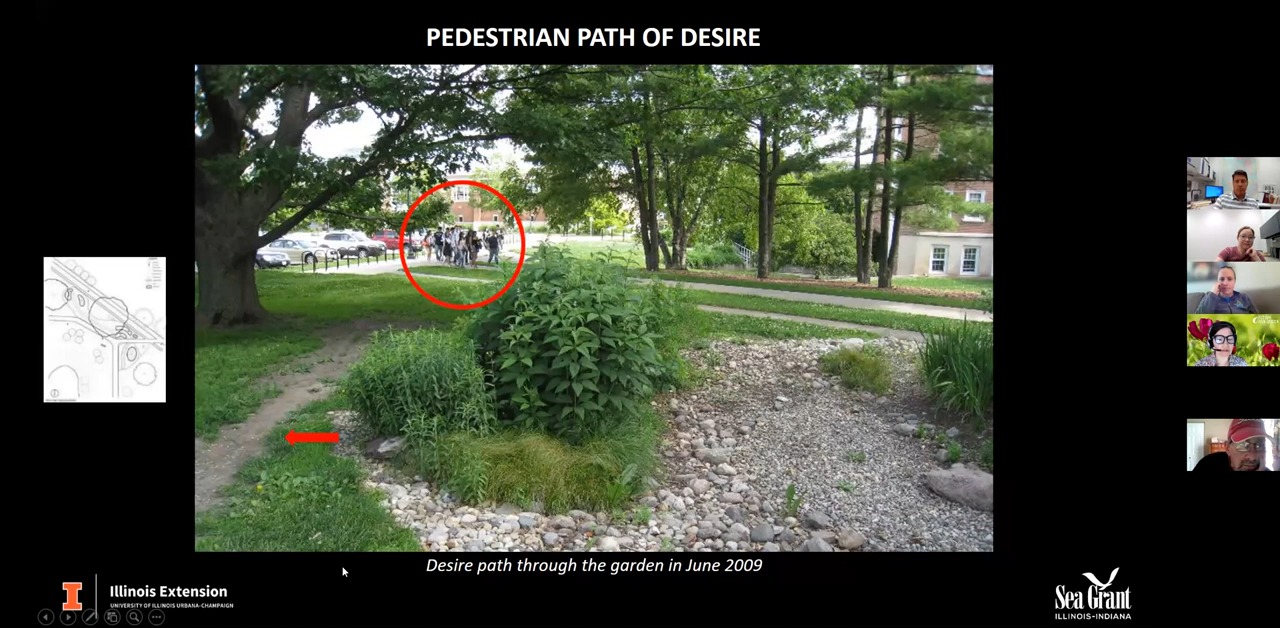 PEDESTRIAN PATH OF DESIRE
Desire path through the garden in June 2009
I
Illinois Extension
UNIVERSITY OF ILLINOIS URBANA-CHAMPAIGN
Sea Grant
ILLINOIS-INDIANA